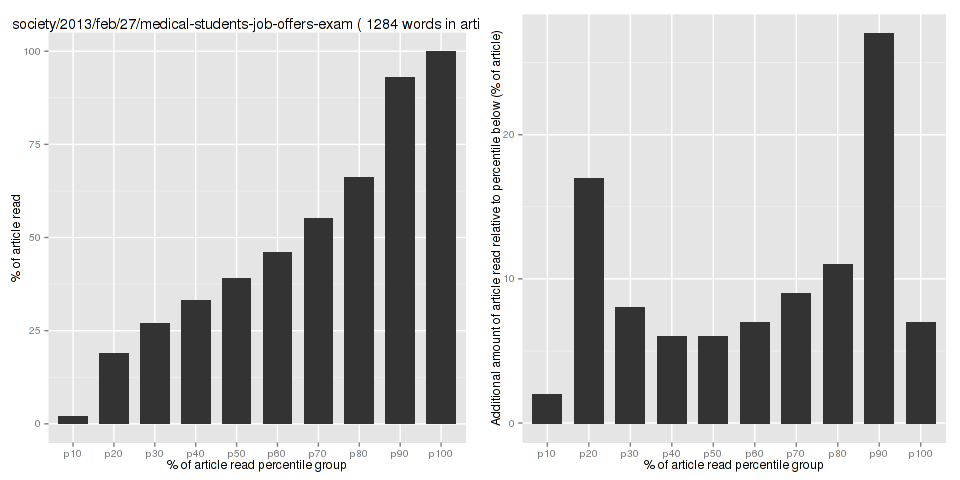 society/2013/feb/27/medical-students-job-offers-exam ( 1284 words in arti
% of article read
100
75
50
25
0
p10 p20 p30 p40 p50 p60 p70 p80 p90 p100
% of article read percentile group
Additional amount of article read relative to percentile below (% of article)
20
10
0
p10 p20 p30 p40 p50 p60 p70 p80 p90 p100
% of article read percentile group